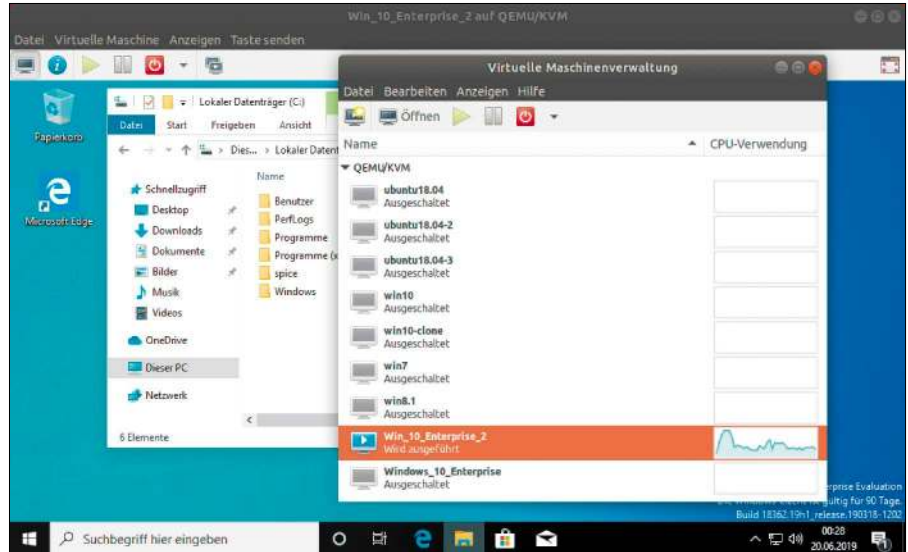 Win_10_Enterprise_2 auf QEMU/KVM
Datei Virtuelle Maschine Anzeigen Taste senden
Papierkorb
Microsoft Edge
Lokaler Datenträger (C:)
Datei Start Freigeben Ansicht
Dies... > Lokaler Datent
Name
Schnellzugriff
Desktop
Downloads
Dokumente
Bilder
Musik
Videos
OneDrive
Dieser PC
Netzwerk
Benutzer
PerfLogs
Programme
Programme (x
spice
Windows
6 Elemente
Virtuelle Maschinenverwaltung
Datei Bearbeiten Anzeigen Hilfe
Öffnen
Name CPU-Verwendung
QEMU/KVM
ubuntu18.04
Ausgeschaltet
ubuntu18.04-2
Ausgeschaltet
ubuntu18.04-3
Ausgeschaltet
win10
Ausgeschaltet
win10-clone
Ausgeschaltet
win7
Ausgeschaltet
win8.1
Ausgeschaltet
Win_10_Enterprise_2
Wird ausgeführt
Windows_10_Enterprise
Ausgeschaltet
erprise Evaluation
gültig für 90 Tage.
Build 18362.19h1_release.190318-1202
Suchbegriff hier eingeben
00:28
20.06.2019